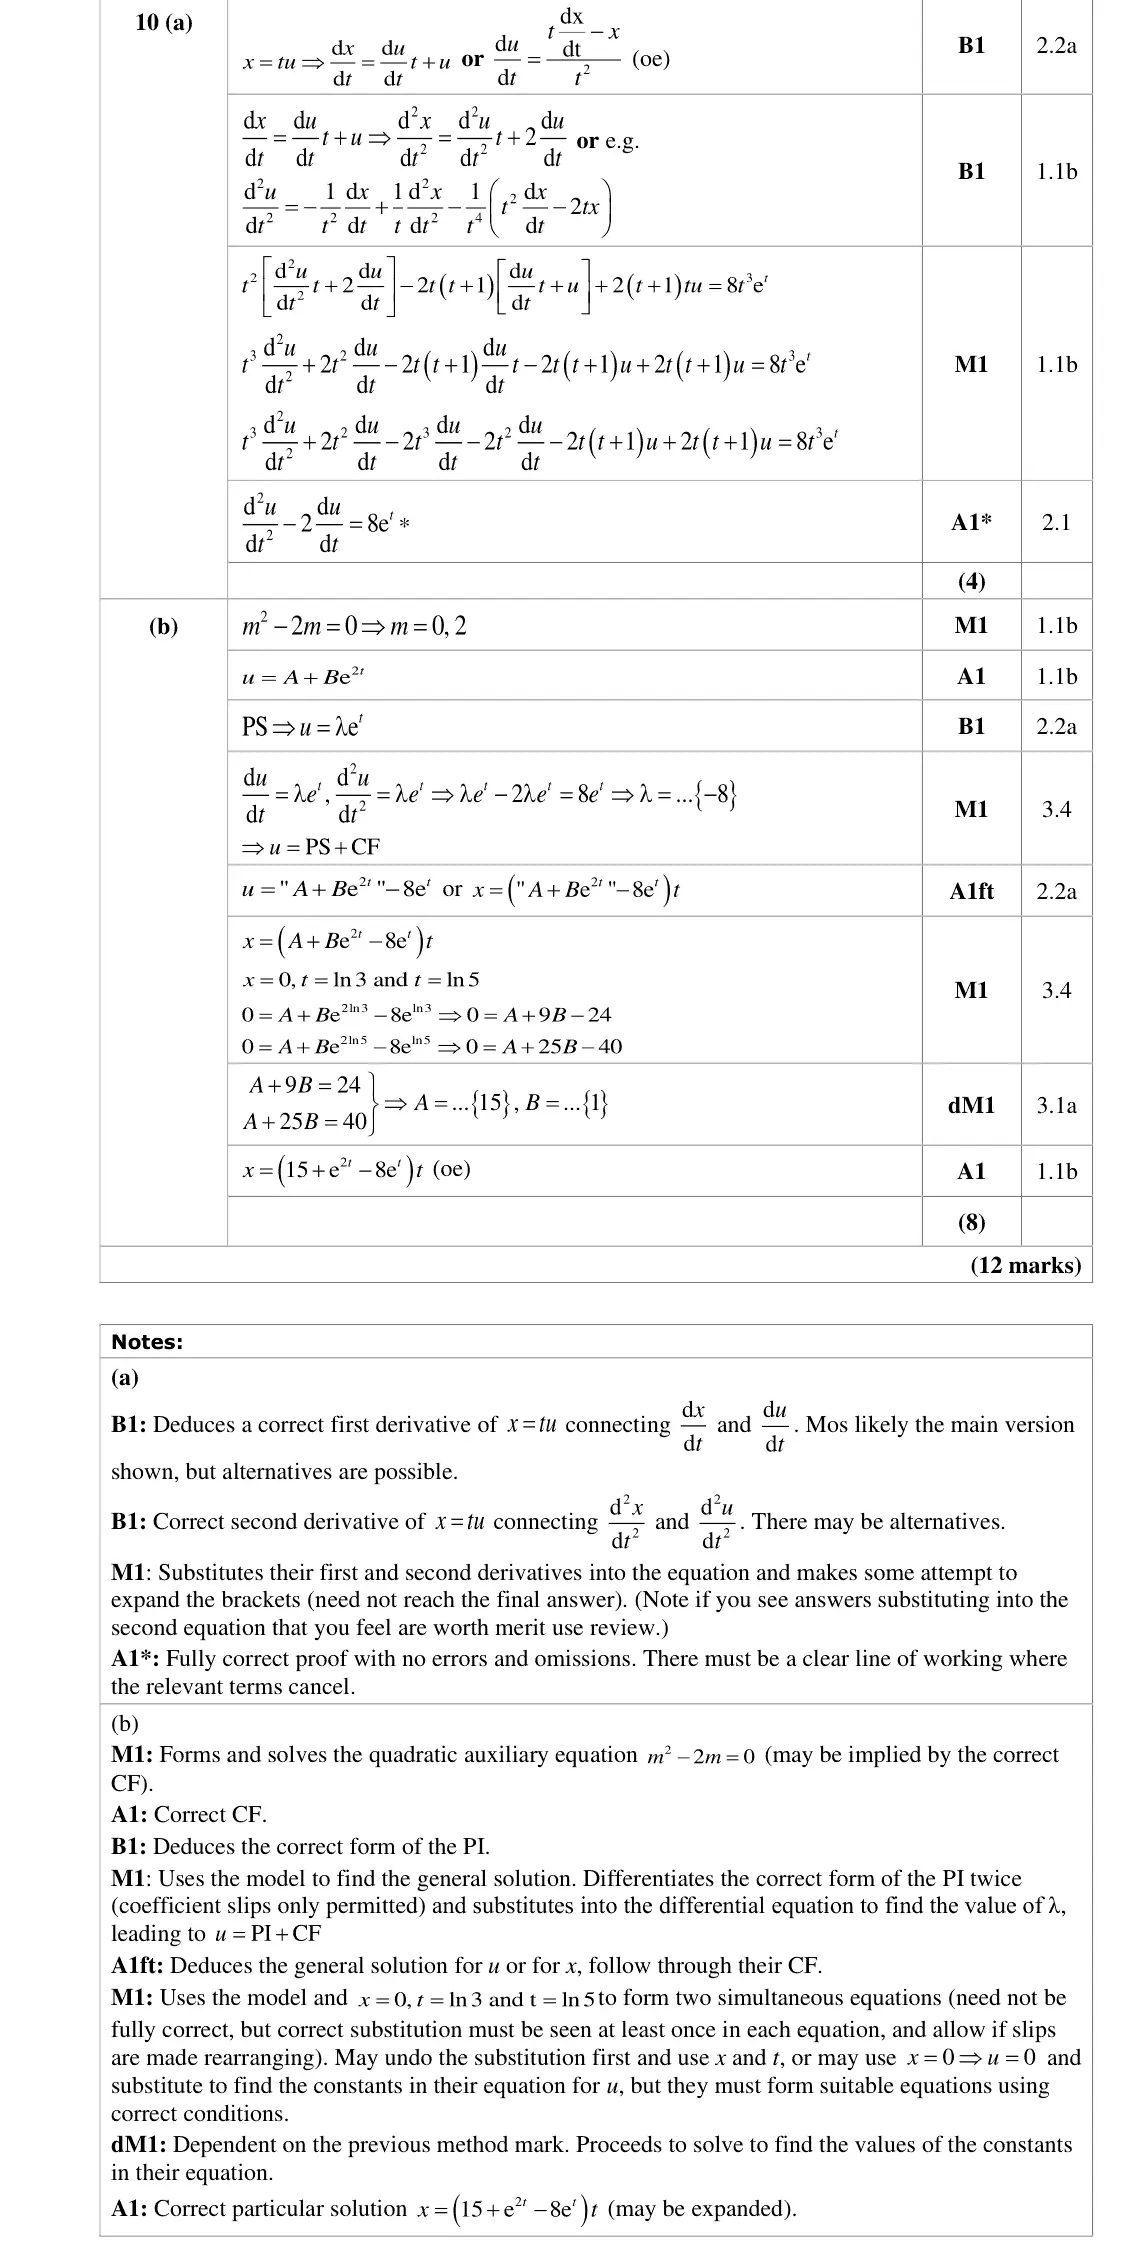 10 (a)
x = tu ⇒ dx/dt = du/dt t + u or du/dt = (t dx/dt − x)/t² (oe)
B1 2.2a
dx/dt = du/dt t + u ⇒ d²x/dt² = d²u/dt² t + 2 du/dt or e.g.
d²u/dt² = −1/t² dx/dt + 1/t d²x/dt² − 1/t⁴ (t² dx/dt − 2tx)
B1 1.1b
t² [d²u/dt² t + 2 du/dt] − 2t(t+1)[du/dt t + u] + 2(t+1)tu = 8t³eᵗ
t³ d²u/dt² + 2t² du/dt − 2t(t+1) du/dt t − 2t(t+1)u + 2t(t+1)u = 8t³eᵗ
t³ d²u/dt² + 2t² du/dt − 2t³ du/dt − 2t² du/dt − 2t(t+1)u + 2t(t+1)u = 8t³eᵗ
M1 1.1b
d²u/dt² − 2 du/dt = 8eᵗ *
A1* 2.1
(4)
(b) m² − 2m = 0 ⇒ m = 0, 2 M1 1.1b
u = A + Be²ᵗ A1 1.1b
PS ⇒ u = λeᵗ B1 2.2a
du/dt = λeᵗ, d²u/dt² = λeᵗ ⇒ λeᵗ − 2λeᵗ = 8eᵗ ⇒ λ = ...{−8}
⇒ u = PS + CF
M1 3.4
u = "A + Be²ᵗ" − 8eᵗ or x = ("A + Be²ᵗ" − 8eᵗ)t A1ft 2.2a
x = (A + Be²ᵗ − 8eᵗ)t
x = 0, t = ln 3 and t = ln 5
0 = A + Be^(2ln3) − 8e^(ln3) ⇒ 0 = A + 9B − 24
0 = A + Be^(2ln5) − 8e^(ln5) ⇒ 0 = A + 25B − 40
M1 3.4
A + 9B = 24
A + 25B = 40} ⇒ A = ...{15}, B = ...{1}
dM1 3.1a
x = (15 + e²ᵗ − 8eᵗ)t (oe) A1 1.1b
(8)
(12 marks)
Notes:
(a)
B1: Deduces a correct first derivative of x = tu connecting dx/dt and du/dt. Mos likely the main version
shown, but alternatives are possible.
B1: Correct second derivative of x = tu connecting d²x/dt² and d²u/dt². There may be alternatives.
M1: Substitutes their first and second derivatives into the equation and makes some attempt to
expand the brackets (need not reach the final answer). (Note if you see answers substituting into the
second equation that you feel are worth merit use review.)
A1*: Fully correct proof with no errors and omissions. There must be a clear line of working where
the relevant terms cancel.
(b)
M1: Forms and solves the quadratic auxiliary equation m² − 2m = 0 (may be implied by the correct
CF).
A1: Correct CF.
B1: Deduces the correct form of the PI.
M1: Uses the model to find the general solution. Differentiates the correct form of the PI twice
(coefficient slips only permitted) and substitutes into the differential equation to find the value of λ,
leading to u = PI + CF
A1ft: Deduces the general solution for u or for x, follow through their CF.
M1: Uses the model and x = 0, t = ln 3 and t = ln 5 to form two simultaneous equations (need not be
fully correct, but correct substitution must be seen at least once in each equation, and allow if slips
are made rearranging). May undo the substitution first and use x and t, or may use x = 0 ⇒ u = 0 and
substitute to find the constants in their equation for u, but they must form suitable equations using
correct conditions.
dM1: Dependent on the previous method mark. Proceeds to solve to find the values of the constants
in their equation.
A1: Correct particular solution x = (15 + e²ᵗ − 8eᵗ)t (may be expanded).